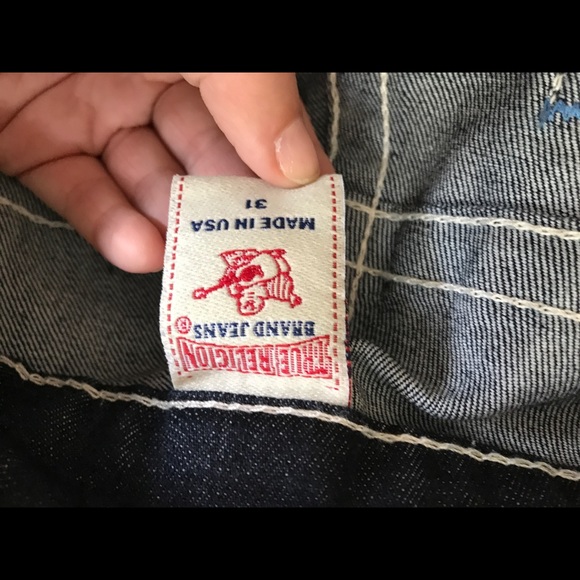 TRUE RELIGION
BRAND JEANS ®
MADE IN USA
31